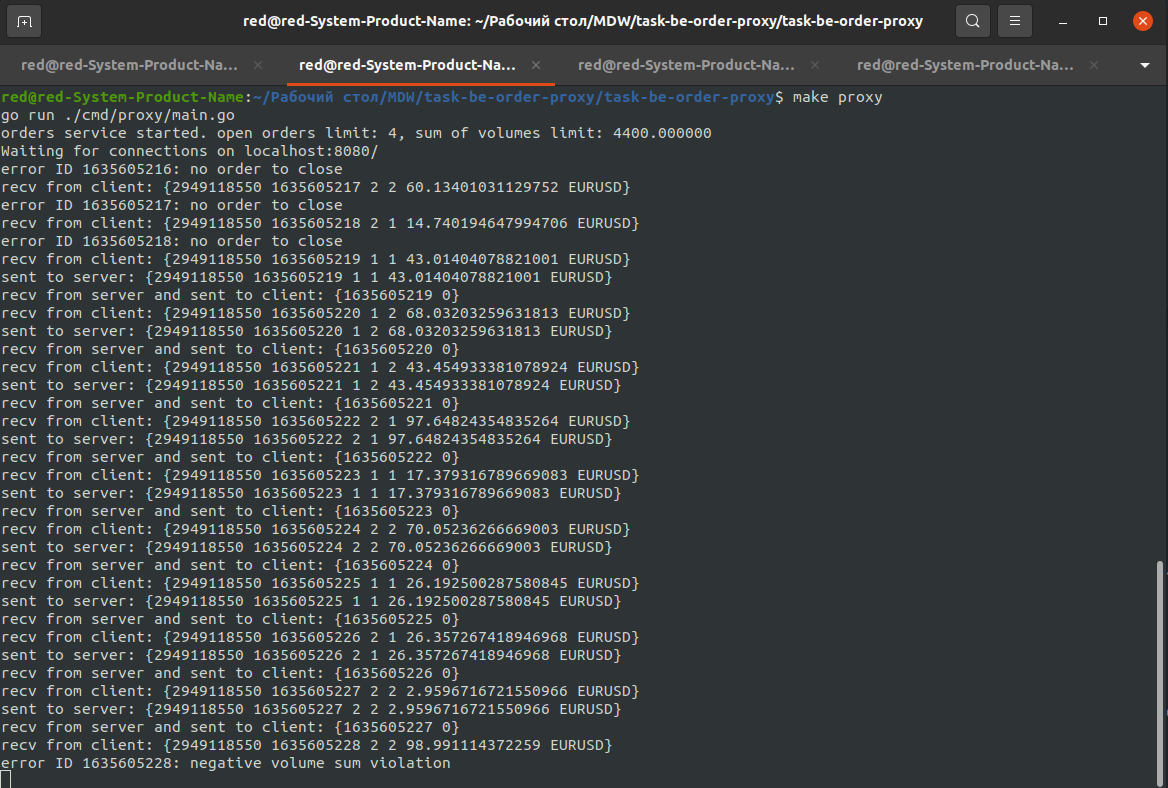 red@red-System-Product-Name: ~/Рабочий стол/MDW/task-be-order-proxy/task-be-order-proxy
red@red-System-Product-Na...
red@red-System-Product-Na...
red@red-System-Product-Na...
red@red-System-Product-Na...
red@red-System-Product-Name:~/Рабочий стол/MDW/task-be-order-proxy/task-be-order-proxy$ make proxy
go run ./cmd/proxy/main.go
orders service started. open orders limit: 4, sum of volumes limit: 4400.000000
Waiting for connections on localhost:8080/
error ID 1635605216: no order to close
recv from client: {2949118550 1635605217 2 2 60.13401031129752 EURUSD}
error ID 1635605217: no order to close
recv from client: {2949118550 1635605218 2 1 14.740194647994706 EURUSD}
error ID 1635605218: no order to close
recv from client: {2949118550 1635605219 1 1 43.01404078821001 EURUSD}
sent to server: {2949118550 1635605219 1 1 43.01404078821001 EURUSD}
recv from server and sent to client: {1635605219 0}
recv from client: {2949118550 1635605220 1 2 68.03203259631813 EURUSD}
sent to server: {2949118550 1635605220 1 2 68.03203259631813 EURUSD}
recv from server and sent to client: {1635605220 0}
recv from client: {2949118550 1635605221 1 2 43.454933381078924 EURUSD}
sent to server: {2949118550 1635605221 1 2 43.454933381078924 EURUSD}
recv from server and sent to client: {1635605221 0}
recv from client: {2949118550 1635605222 2 1 97.64824354835264 EURUSD}
sent to server: {2949118550 1635605222 2 1 97.64824354835264 EURUSD}
recv from server and sent to client: {1635605222 0}
recv from client: {2949118550 1635605223 1 1 17.379316789669083 EURUSD}
sent to server: {2949118550 1635605223 1 1 17.379316789669083 EURUSD}
recv from server and sent to client: {1635605223 0}
recv from client: {2949118550 1635605224 2 2 70.05236266669003 EURUSD}
sent to server: {2949118550 1635605224 2 2 70.05236266669003 EURUSD}
recv from server and sent to client: {1635605224 0}
recv from client: {2949118550 1635605225 1 1 26.192500287580845 EURUSD}
sent to server: {2949118550 1635605225 1 1 26.192500287580845 EURUSD}
recv from server and sent to client: {1635605225 0}
recv from client: {2949118550 1635605226 2 1 26.357267418946968 EURUSD}
sent to server: {2949118550 1635605226 2 1 26.357267418946968 EURUSD}
recv from server and sent to client: {1635605226 0}
recv from client: {2949118550 1635605227 2 2 2.9596716721550966 EURUSD}
sent to server: {2949118550 1635605227 2 2 2.9596716721550966 EURUSD}
recv from server and sent to client: {1635605227 0}
recv from client: {2949118550 1635605228 2 2 98.991114372259 EURUSD}
error ID 1635605228: negative volume sum violation